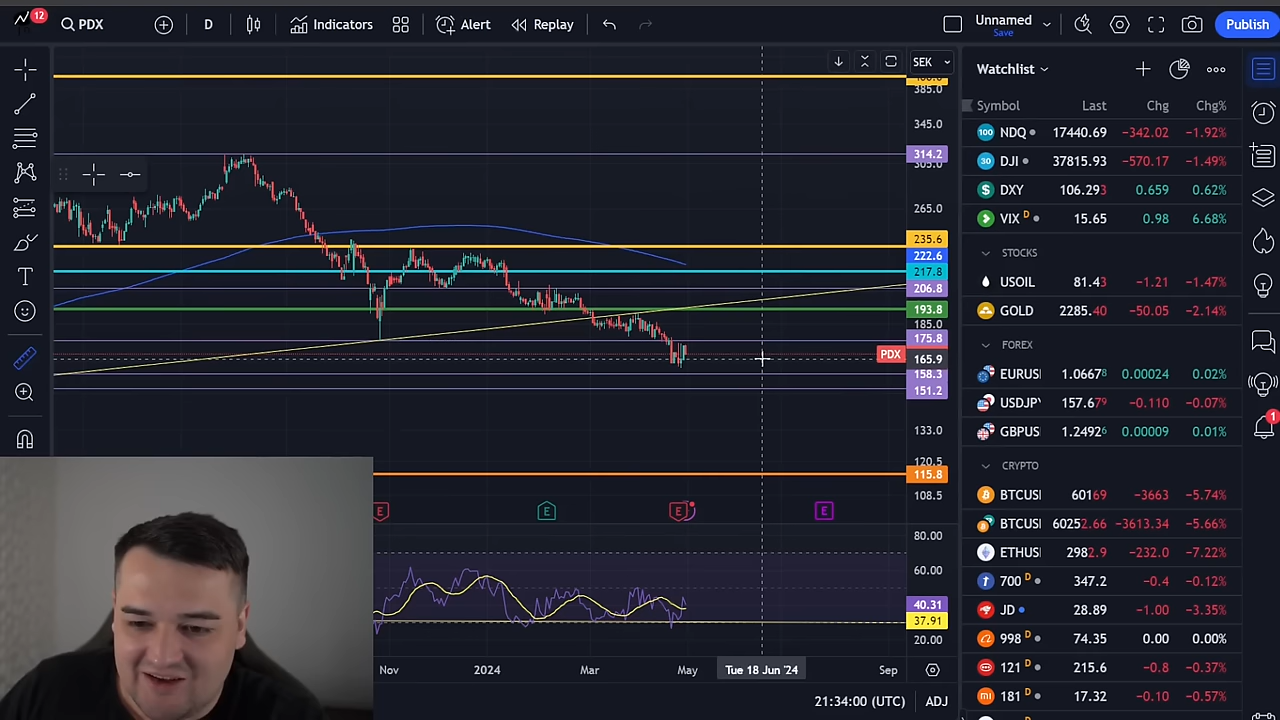 12
PDX
D
Indicators
Alert
Replay
Unnamed
Save
Publish
SEK
385.0
345.0
314.2
305.0
265.0
235.6
222.6
217.8
206.8
193.8
185.0
175.8
PDX
165.9
158.3
151.2
133.0
120.5
115.8
108.5
E
E
E
E
80.00
60.00
40.31
37.91
20.00
Nov
2024
Mar
May
Tue 18 Jun '24
Sep
21:34:00 (UTC)
ADJ
Watchlist
Symbol Last Chg Chg%
100 NDQ 17440.69 -342.02 -1.92%
30 DJI 37815.93 -570.17 -1.49%
$ DXY 106.293 0.659 0.62%
VIX D 15.65 0.98 6.68%
STOCKS
USOIL 81.43 -1.21 -1.47%
GOLD 2285.40 -50.05 -2.14%
FOREX
EURUSI 1.06678 0.00024 0.02%
USDJPY 157.679 -0.110 -0.07%
GBPUS 1.24926 0.00009 0.01%
CRYPTO
BTCUSI 60169 -3663 -5.74%
BTCUSI 60252.66 -3613.34 -5.66%
ETHUSI 2982.9 -232.0 -7.22%
700 D 347.2 -0.4 -0.12%
JD 28.89 -1.00 -3.35%
998 D 74.35 0.00 0.00%
121 D 215.6 -0.8 -0.37%
181 D 17.32 -0.10 -0.57%
1